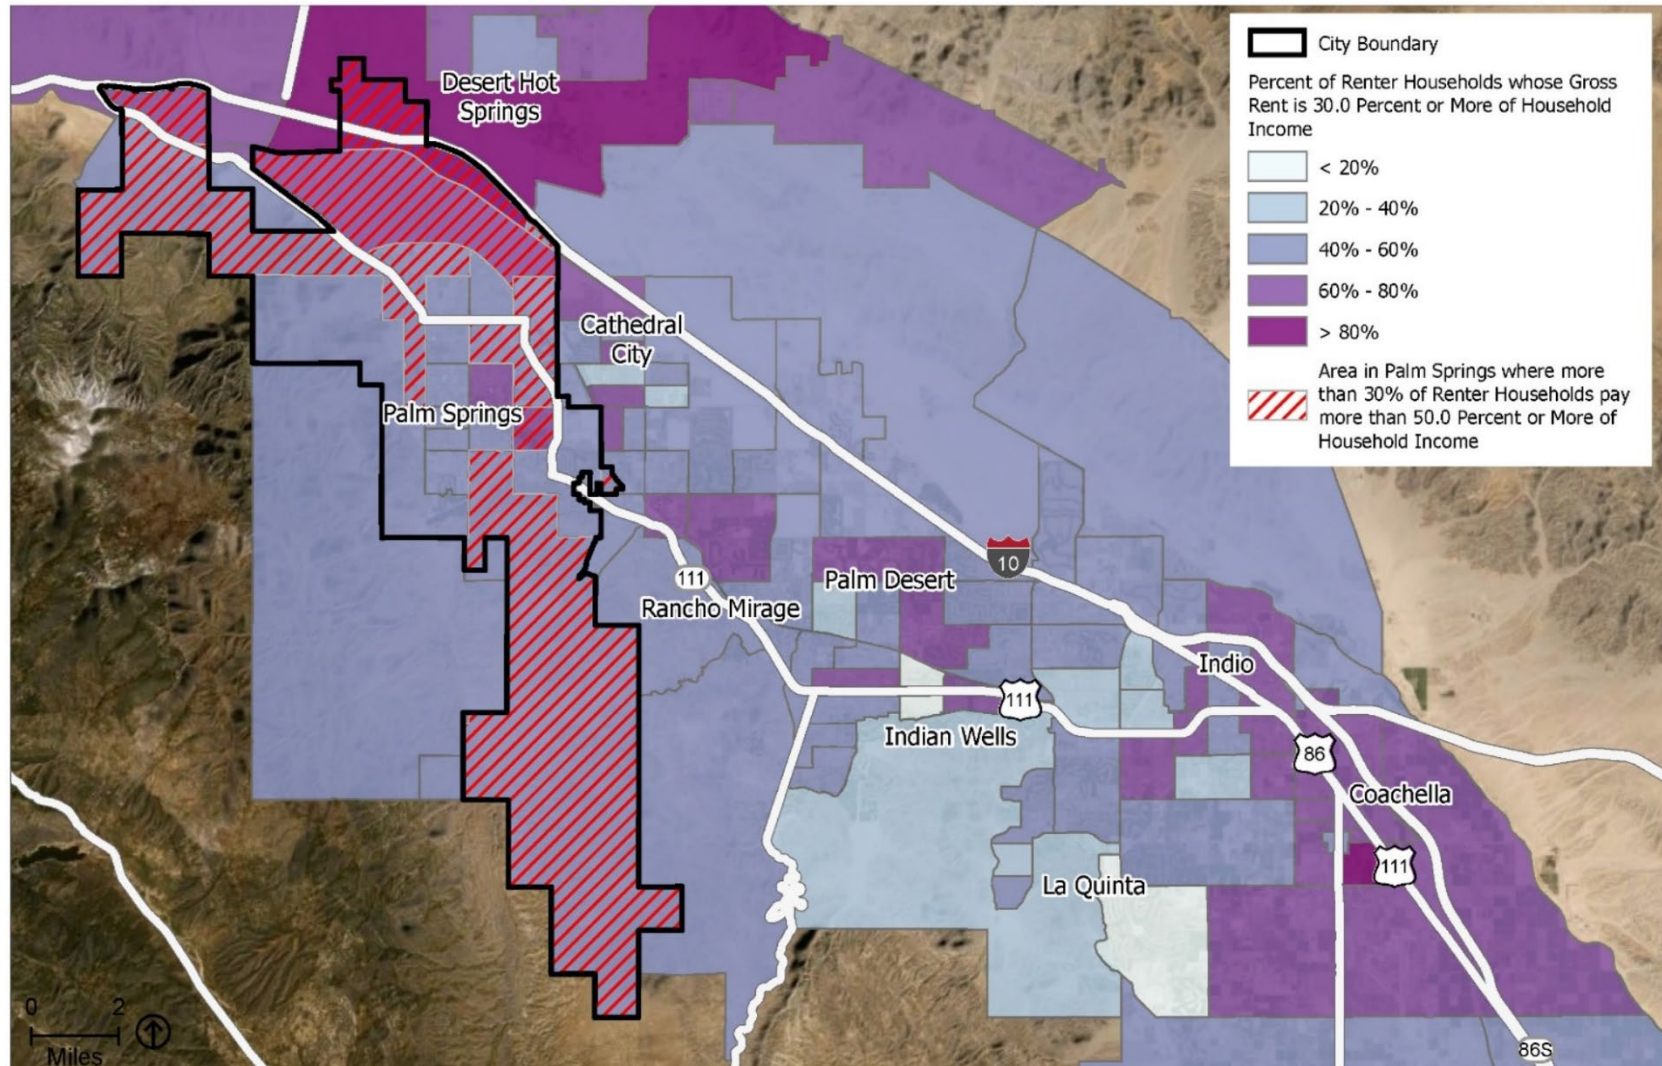 City Boundary
Percent of Renter Households whose Gross
Rent is 30.0 Percent or More of Household
Income
< 20%
20% - 40%
40% - 60%
60% - 80%
> 80%
Area in Palm Springs where more
than 30% of Renter Households pay
more than 50.0 Percent or More of
Household Income
Desert Hot
Springs
Cathedral
City
Palm Springs
10
111
Palm Desert
Rancho Mirage
Indio
111
Indian Wells
86
Coachella
111
La Quinta
0 2
Miles
86S